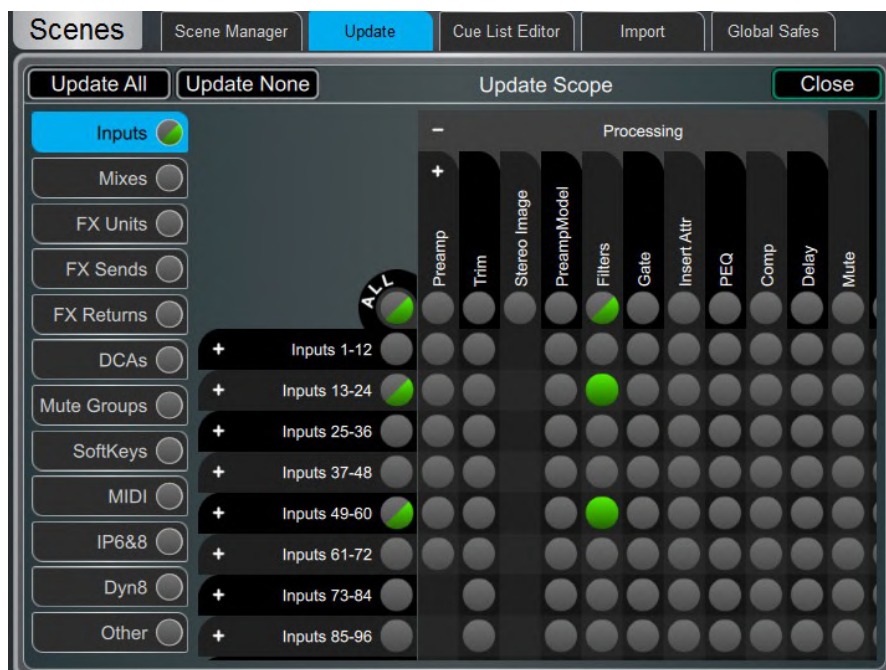 Scenes
Scene Manager
Update
Cue List Editor
Import
Global Safes
Update All
Update None
Update Scope
Close
Inputs
Mixes
FX Units
FX Sends
FX Returns
DCAs
Mute Groups
SoftKeys
MIDI
IP6&8
Dyn8
Other
- Processing
+
Preamp
Trim
Stereo Image
PreampModel
Filters
Gate
Insert Attr
PEQ
Comp
Delay
Mute
ALL
+ Inputs 1-12
+ Inputs 13-24
+ Inputs 25-36
+ Inputs 37-48
+ Inputs 49-60
+ Inputs 61-72
+ Inputs 73-84
+ Inputs 85-96